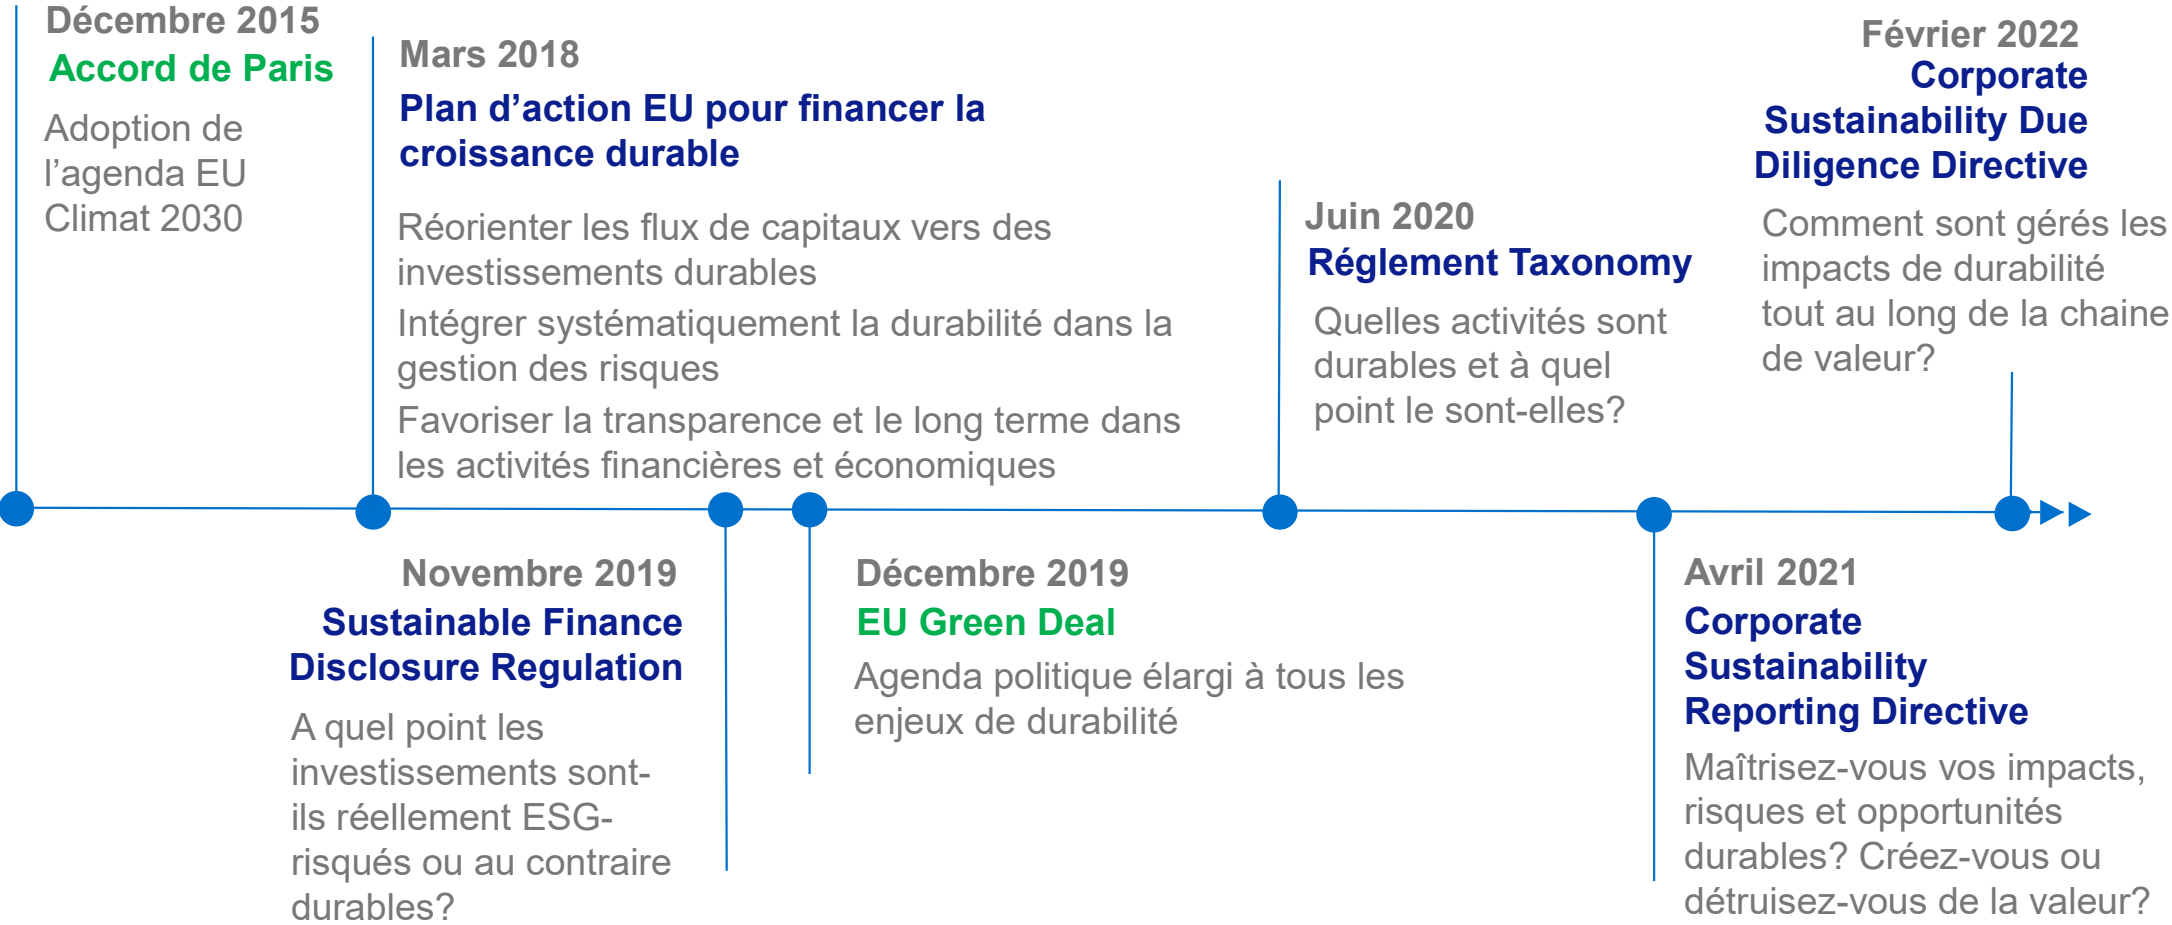 Décembre 2015
Accord de Paris
Adoption de
l’agenda EU
Climat 2030
Mars 2018
Plan d’action EU pour financer la
croissance durable
Réorienter les flux de capitaux vers des
investissements durables
Intégrer systématiquement la durabilité dans la
gestion des risques
Favoriser la transparence et le long terme dans
les activités financières et économiques
Novembre 2019
Sustainable Finance
Disclosure Regulation
A quel point les
investissements sont-
ils réellement ESG-
risqués ou au contraire
durables?
Décembre 2019
EU Green Deal
Agenda politique élargi à tous les
enjeux de durabilité
Juin 2020
Réglement Taxonomy
Quelles activités sont
durables et à quel
point le sont-elles?
Avril 2021
Corporate
Sustainability
Reporting Directive
Maîtrisez-vous vos impacts,
risques et opportunités
durables? Créez-vous ou
détruisez-vous de la valeur?
Février 2022
Corporate
Sustainability Due
Diligence Directive
Comment sont gérés les
impacts de durabilité
tout au long de la chaine
de valeur?